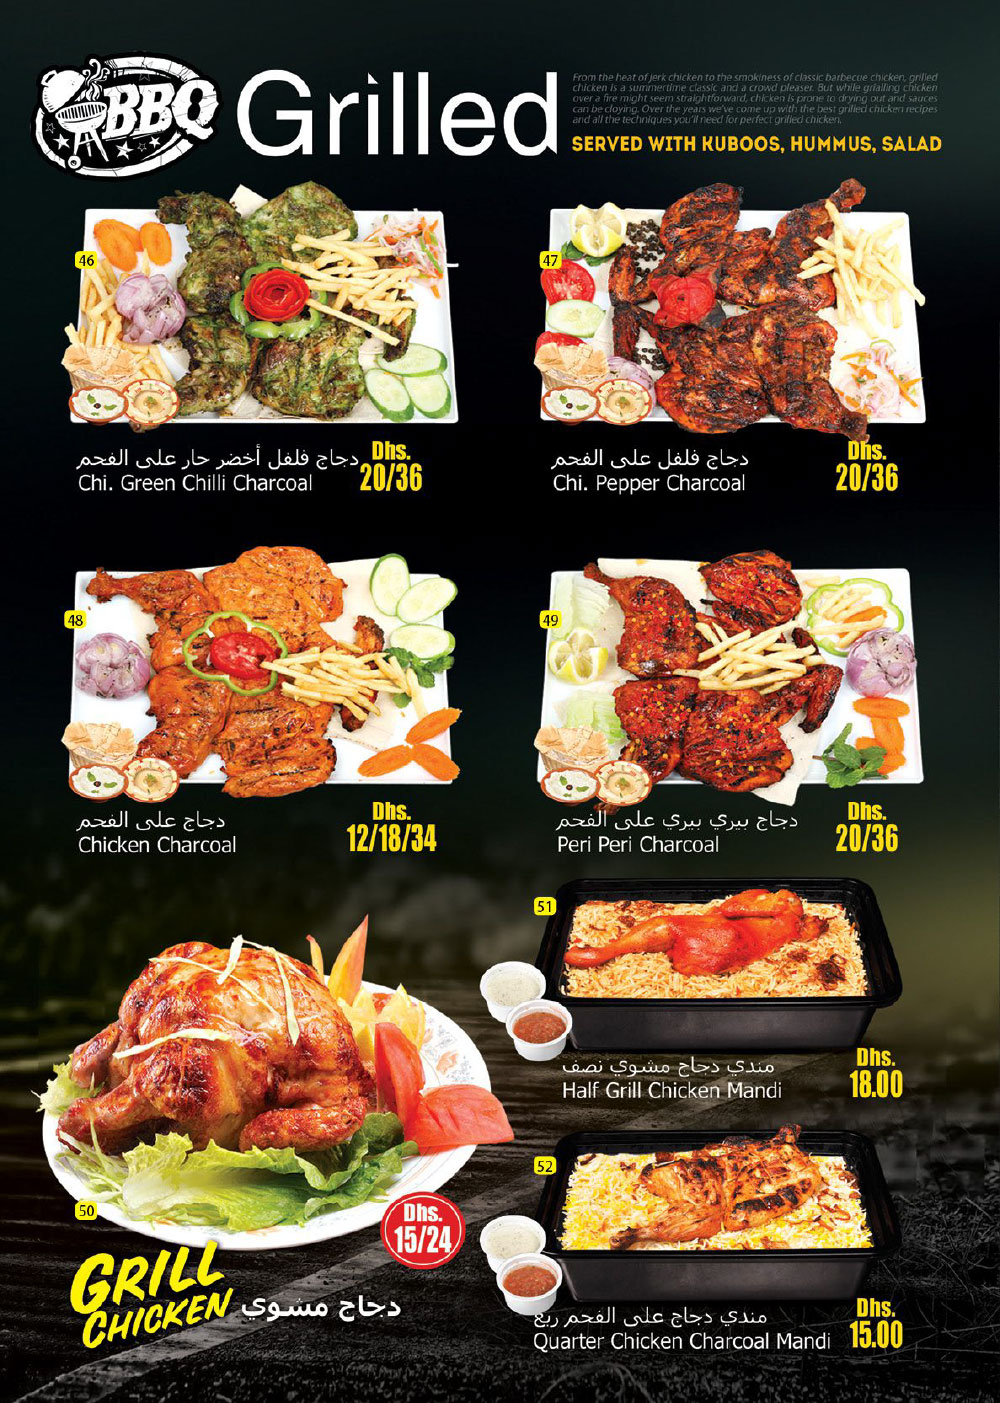 BBQ
Grilled
From the heat of jerk chicken to the smokiness of classic barbecue chicken, grilled
chicken is a summertime classic and a crowd pleaser. But while grilling chicken
over a fire might seem straightforward, chicken is prone to drying out and sauces
can be cloying. Over the years we've come up with the best grilled chicken recipes
and all the techniques you'll need for perfect grilled chicken.
SERVED WITH KUBOOS, HUMMUS, SALAD
46
دجاج فلفل أخضر حار على الفحم
Chi. Green Chilli Charcoal
Dhs.
20/36
47
دجاج فلفل على الفحم
Chi. Pepper Charcoal
Dhs.
20/36
48
دجاج على الفحم
Chicken Charcoal
Dhs.
12/18/34
49
دجاج بيري بيري على الفحم
Peri Peri Charcoal
Dhs.
20/36
50
GRILL
CHICKEN
دجاج مشوي
Dhs.
15/24
51
مندي دجاج مشوي نصف
Half Grill Chicken Mandi
Dhs.
18.00
52
مندي دجاج على الفحم ربع
Quarter Chicken Charcoal Mandi
Dhs.
15.00